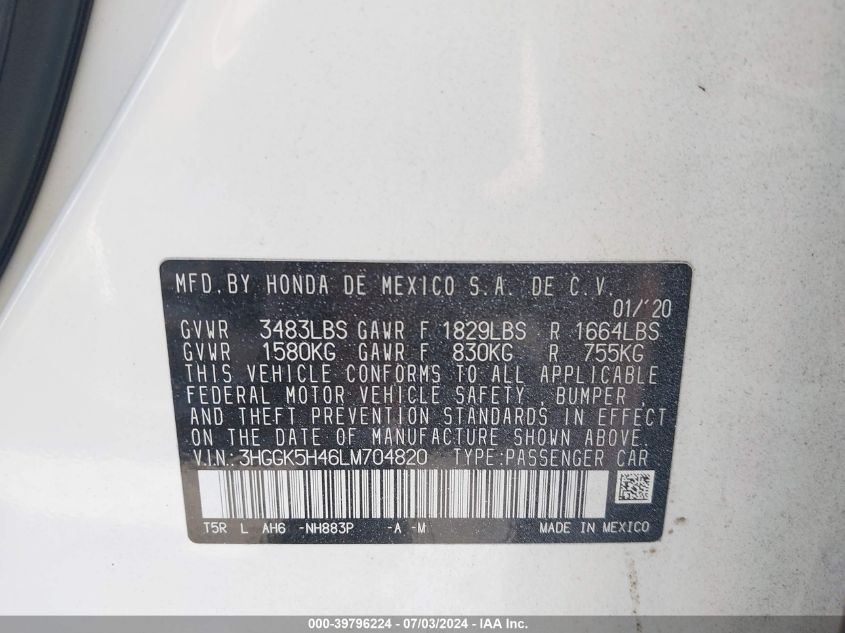 MFD. BY HONDA DE MEXICO S.A. DE C.V.
01/'20
GVWR 3483LBS GAWR F 1829LBS R 1664LBS
GVWR 1580KG GAWR F 830KG R 755KG
THIS VEHICLE CONFORMS TO ALL APPLICABLE
FEDERAL MOTOR VEHICLE SAFETY, BUMPER,
AND THEFT PREVENTION STANDARDS IN EFFECT
ON THE DATE OF MANUFACTURE SHOWN ABOVE.
V.I.N.: 3HGGK5H46LM704820 TYPE:PASSENGER CAR
T5R L AH6 -NH883P -A -M MADE IN MEXICO
000-39796224 - 07/03/2024 - IAA Inc.